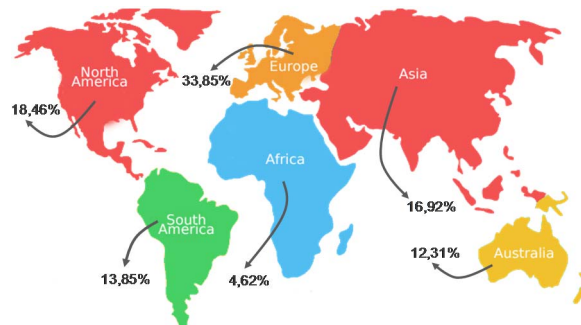 North
America
18,46%
Europe
33,85%
Asia
16,92%
Africa
4,62%
South
America
13,85%
Australia
12,31%